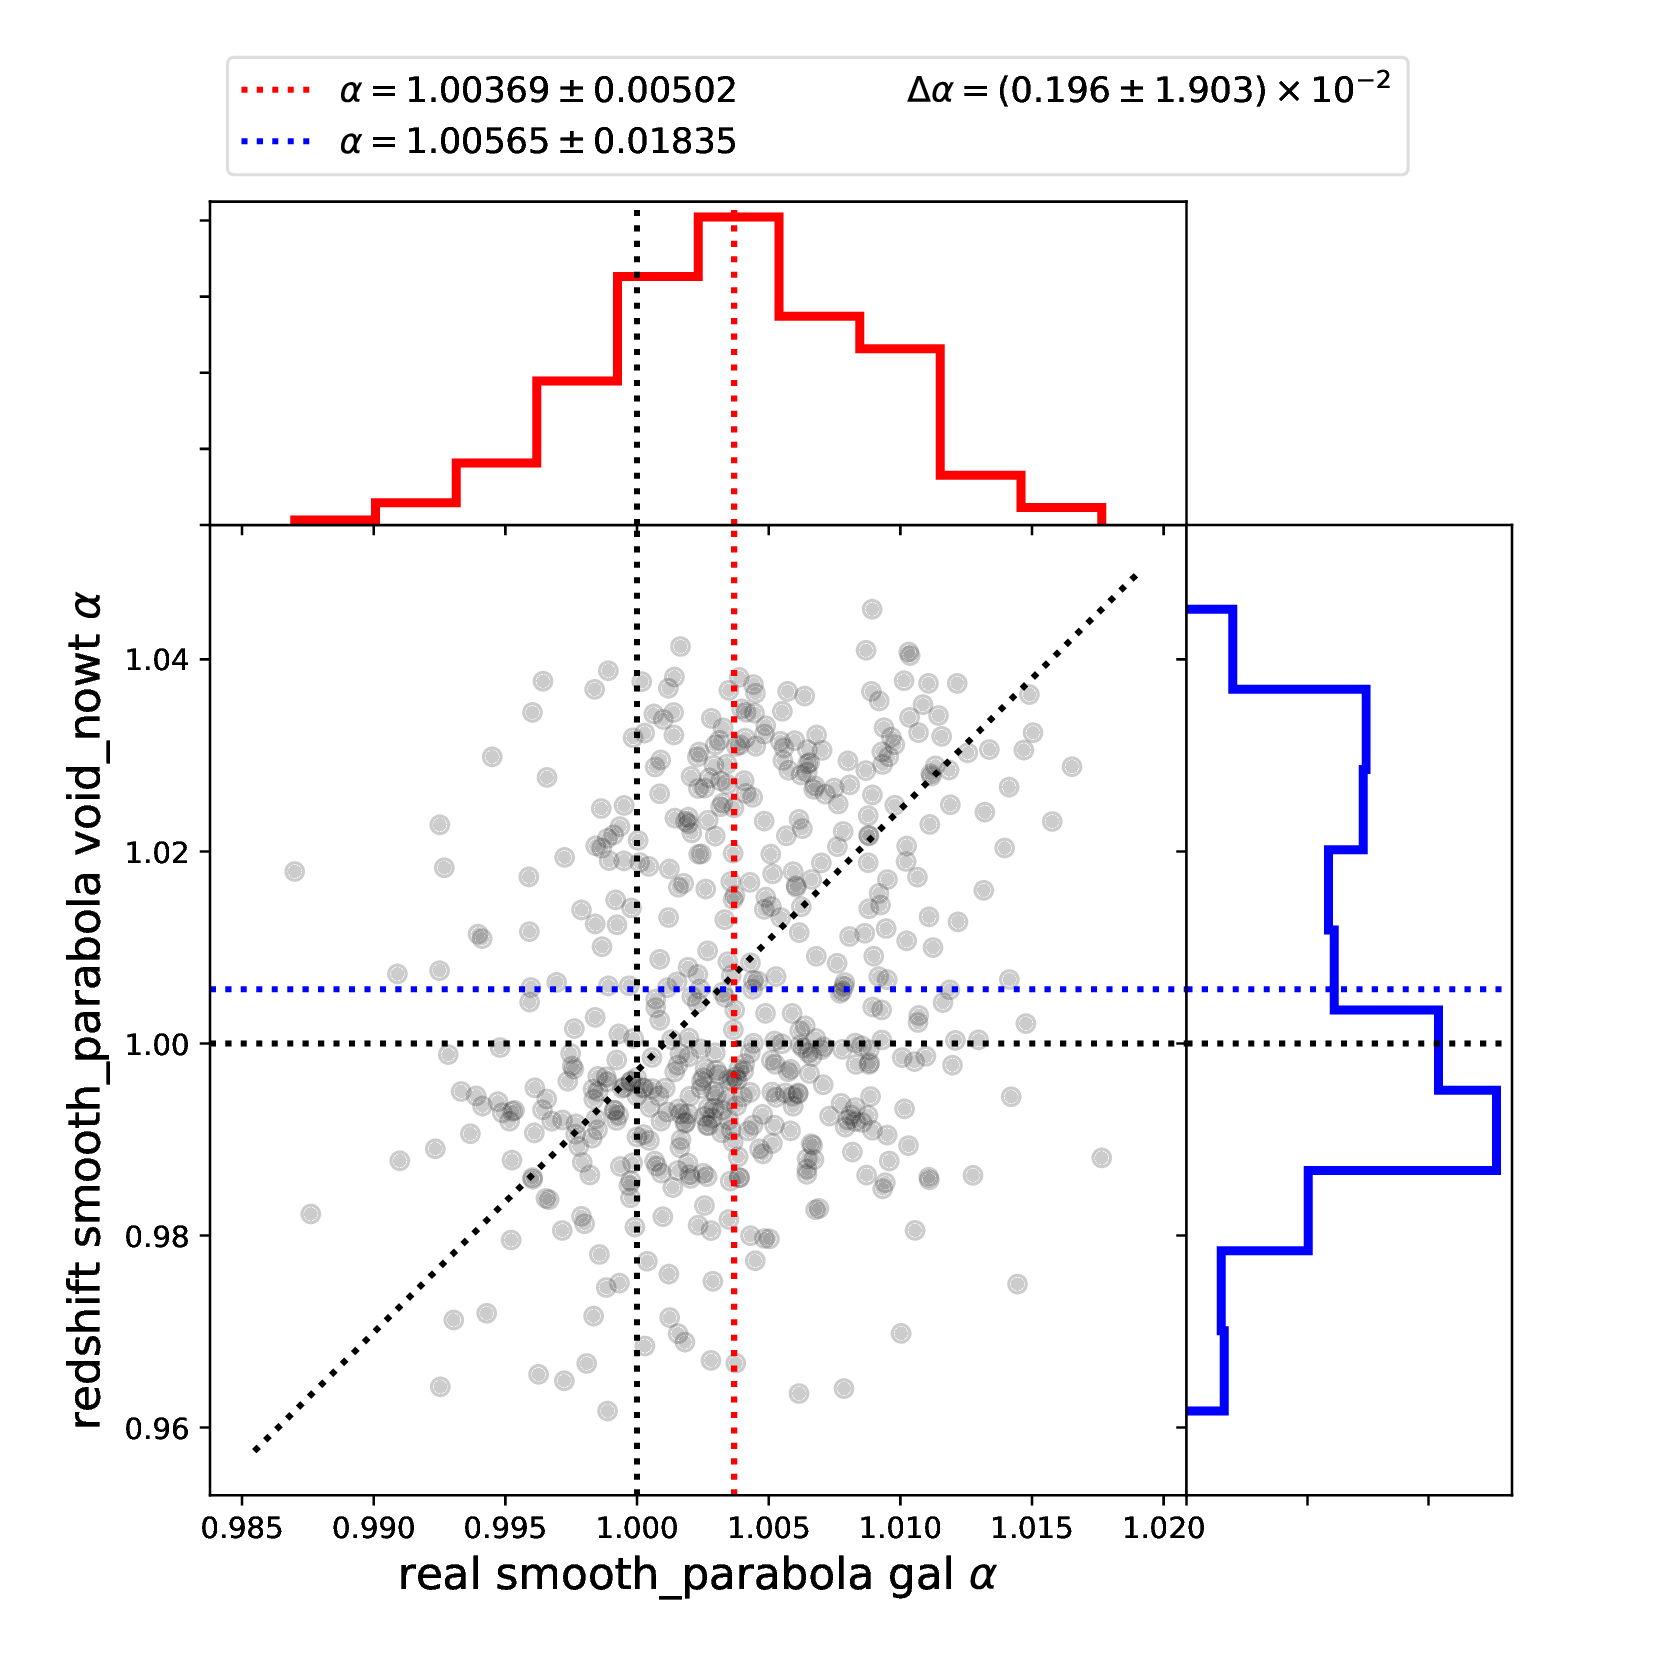 α = 1.00369 ± 0.00502
Δα = (0.196 ± 1.903) × 10⁻²
α = 1.00565 ± 0.01835
redshift smooth_parabola void_nowt α
1.04
1.02
1.00
0.98
0.96
0.985 0.990 0.995 1.000 1.005 1.010 1.015 1.020
real smooth_parabola gal α